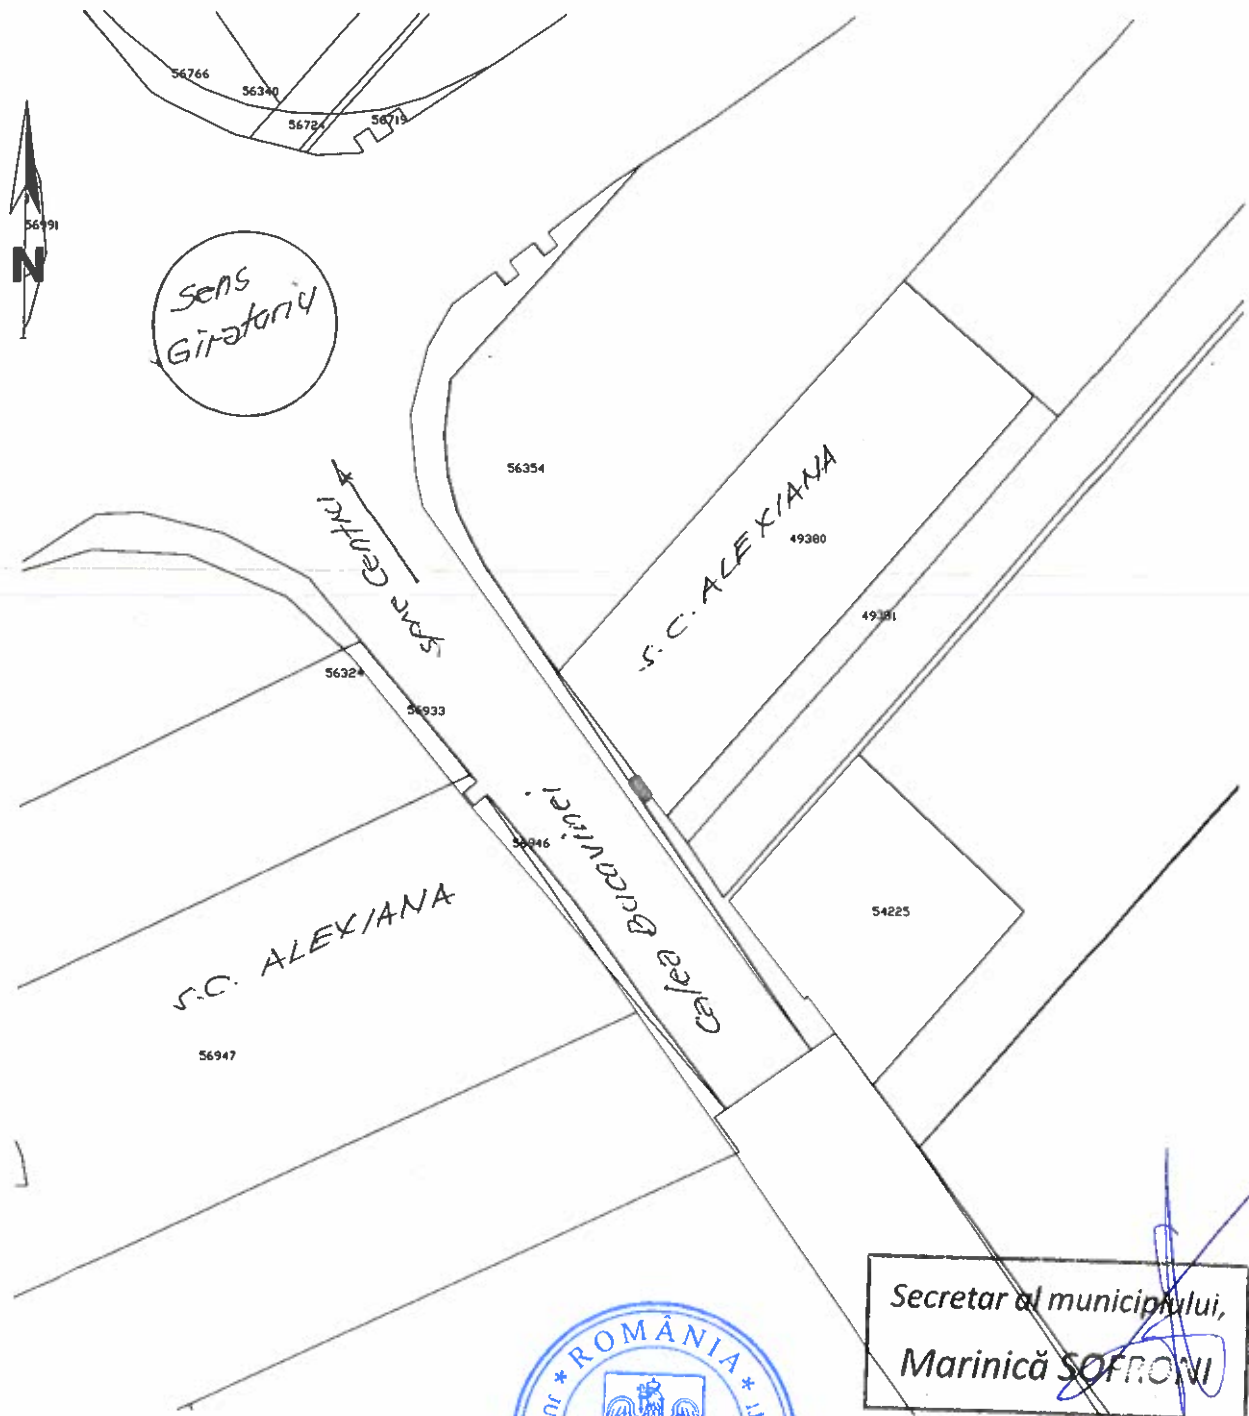 56766
56340
56724
56719
56991
N
Sens
Giratoriu
56354
spre Centru
S.C. ALEXIANA
49380
49381
56324
56933
56946
Calea Bucovinei
54225
S.C. ALEXIANA
56947
Secretar al municipiului,
Marinică SOFRONI
* ROMÂNIA *